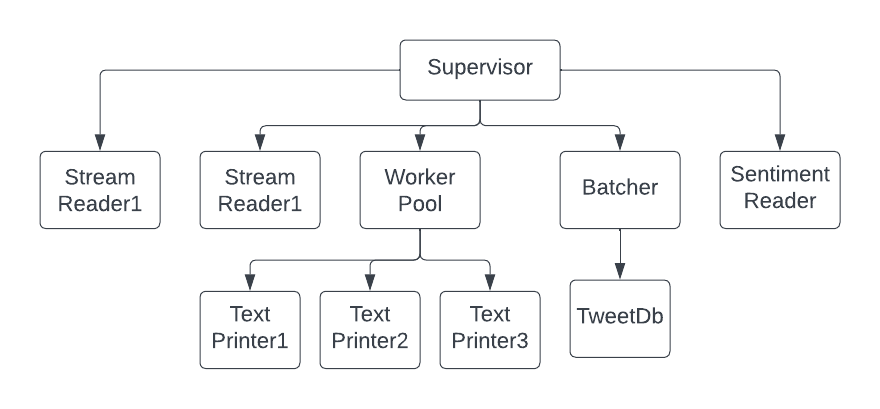 Supervisor
Stream
Reader1
Stream
Reader1
Worker
Pool
Batcher
Sentiment
Reader
Text
Printer1
Text
Printer2
Text
Printer3
TweetDb